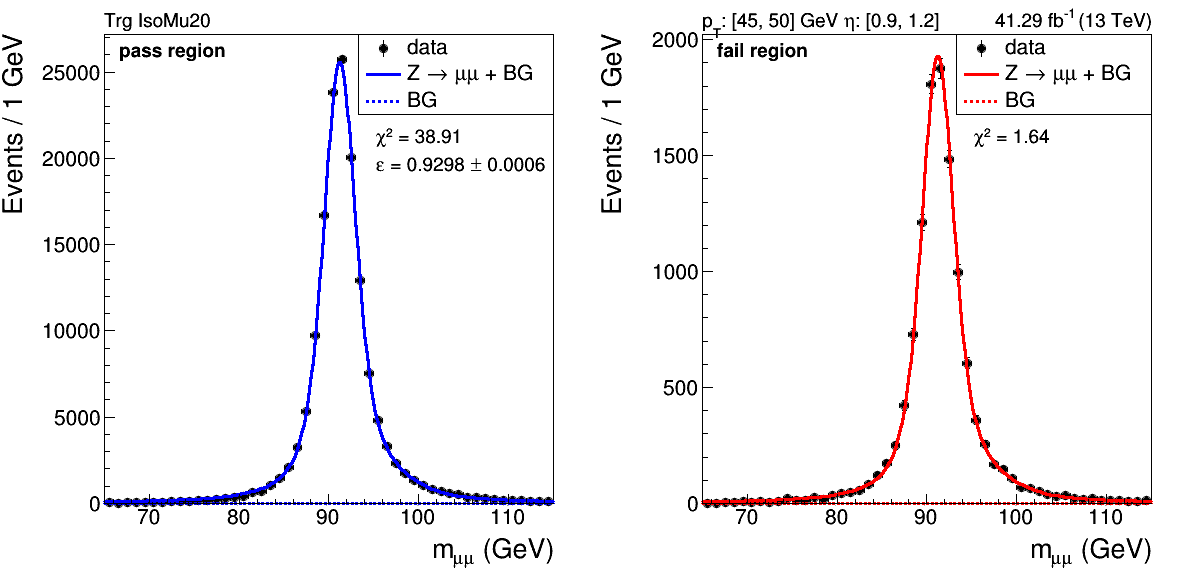 Trg IsoMu20
pass region
data
Z → μμ + BG
BG
χ² = 38.91
ε = 0.9298 ± 0.0006
Events / 1 GeV
25000
20000
15000
10000
5000
0
70 80 90 100 110
m_μμ (GeV)
p_T: [45, 50] GeV η: [0.9, 1.2] 41.29 fb⁻¹ (13 TeV)
fail region
data
Z → μμ + BG
BG
χ² = 1.64
Events / 1 GeV
2000
1500
1000
500
0
70 80 90 100 110
m_μμ (GeV)